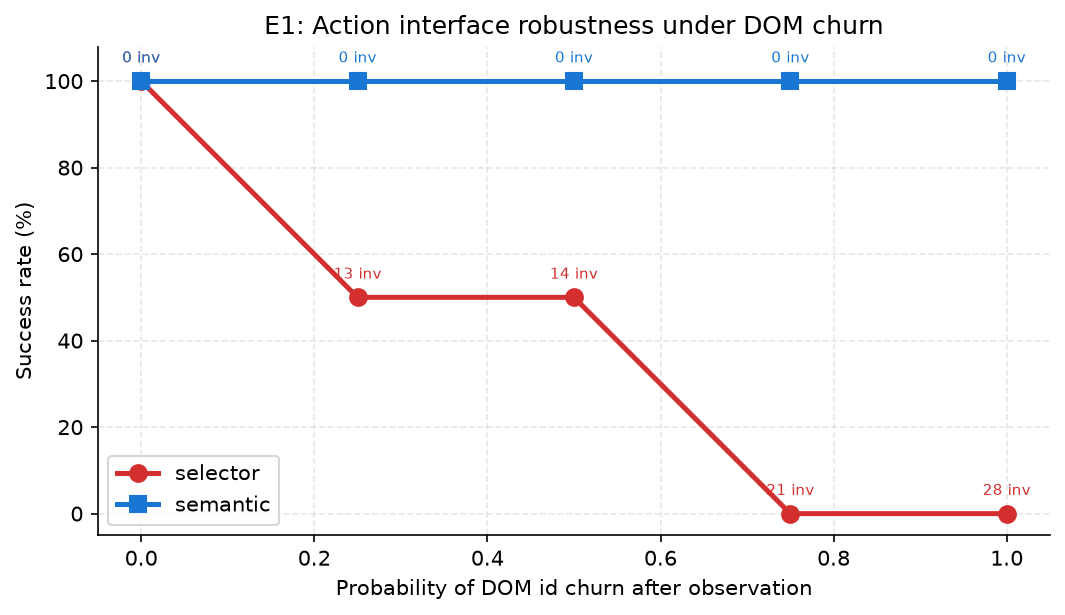 E1: Action interface robustness under DOM churn
0 inv
0 inv
0 inv
0 inv
0 inv
100
80
60
40
20
0
Success rate (%)
13 inv
14 inv
21 inv
28 inv
selector
semantic
0.0
0.2
0.4
0.6
0.8
1.0
Probability of DOM id churn after observation